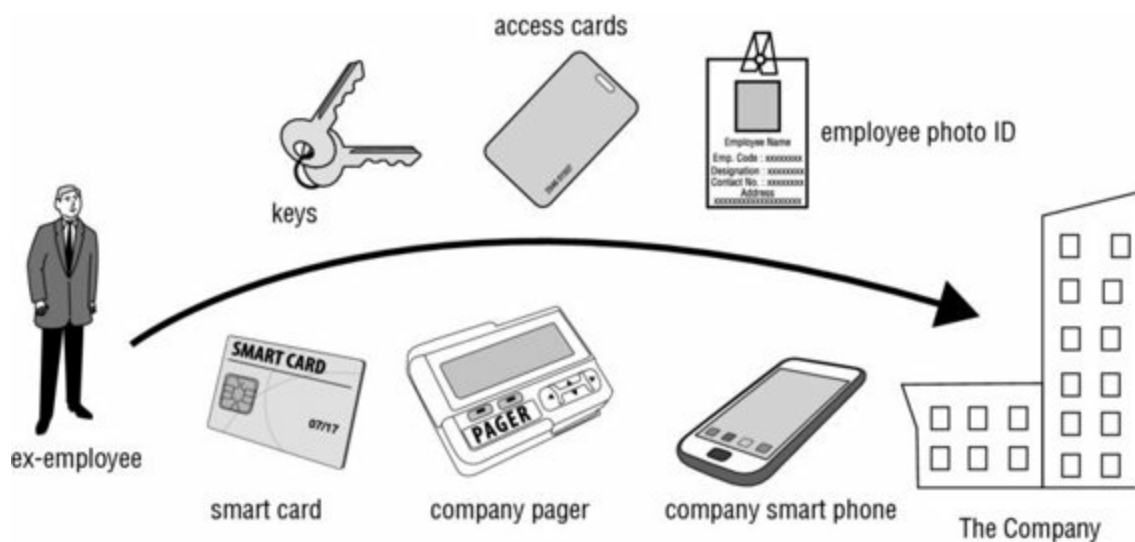 access cards
keys
employee photo ID
Employee Name
Emp. Code : xxxxxxxx
Designation : xxxxxxxx
Contact No. : xxxxxxxx
Address
ex-employee
SMART CARD
07/17
smart card
PAGER
company pager
company smart phone
The Company